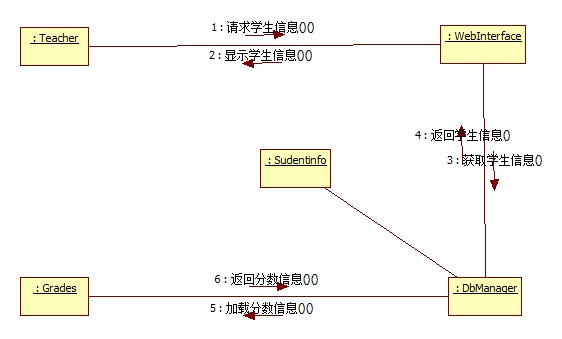 : Teacher
1 : 请求学生信息()()
2 : 显示学生信息()()
: WebInterface
4 : 返回学生信息()
3 : 获取学生信息()
: Sudentinfo
: Grades
6 : 返回分数信息()()
5 : 加载分数信息()()
: DbManager